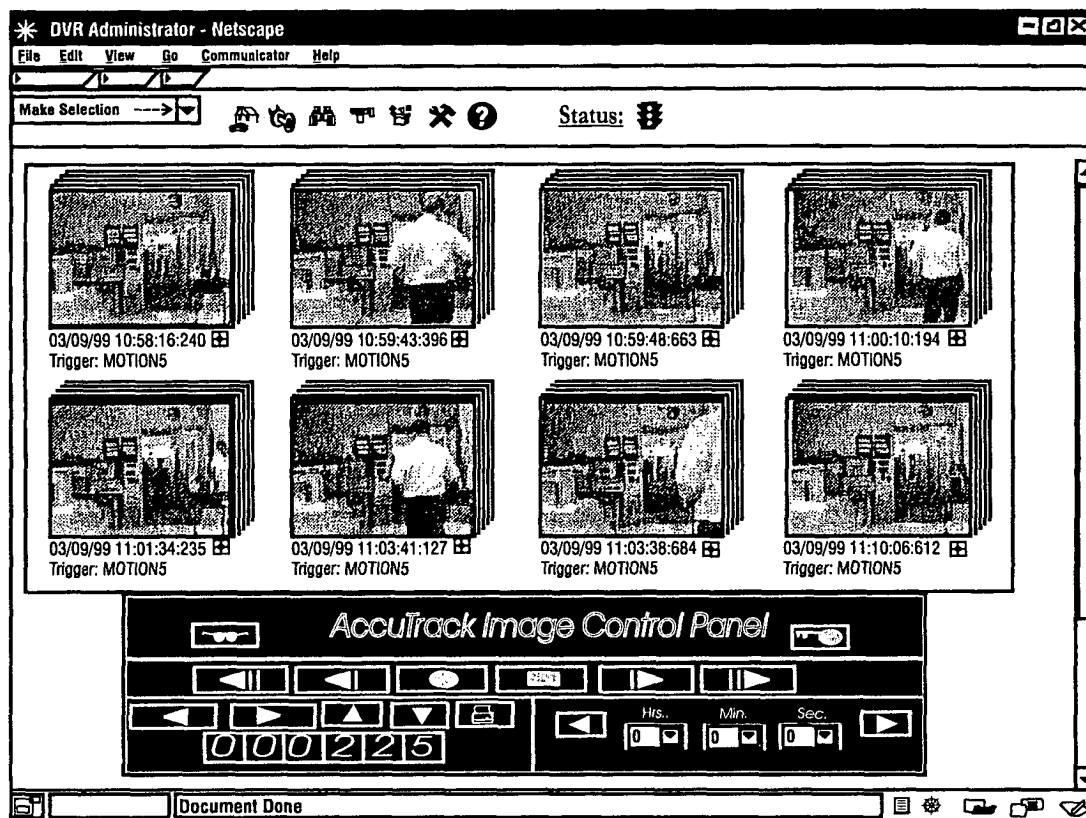 DVR Administrator - Netscape
File Edit View Go Communicator Help
Make Selection ---->
Status:
03/09/99 10:58:16:240
Trigger: MOTION5
03/09/99 10:59:43:396
Trigger: MOTION5
03/09/99 10:59:48:663
Trigger: MOTION5
03/09/99 11:00:10:194
Trigger: MOTION5
03/09/99 11:01:34:235
Trigger: MOTION5
03/09/99 11:03:41:127
Trigger: MOTION5
03/09/99 11:03:38:684
Trigger: MOTION5
03/09/99 11:10:06:612
Trigger: MOTION5
AccuTrack Image Control Panel
Hrs.. Min. Sec.
0 0 0
000225
Document Done